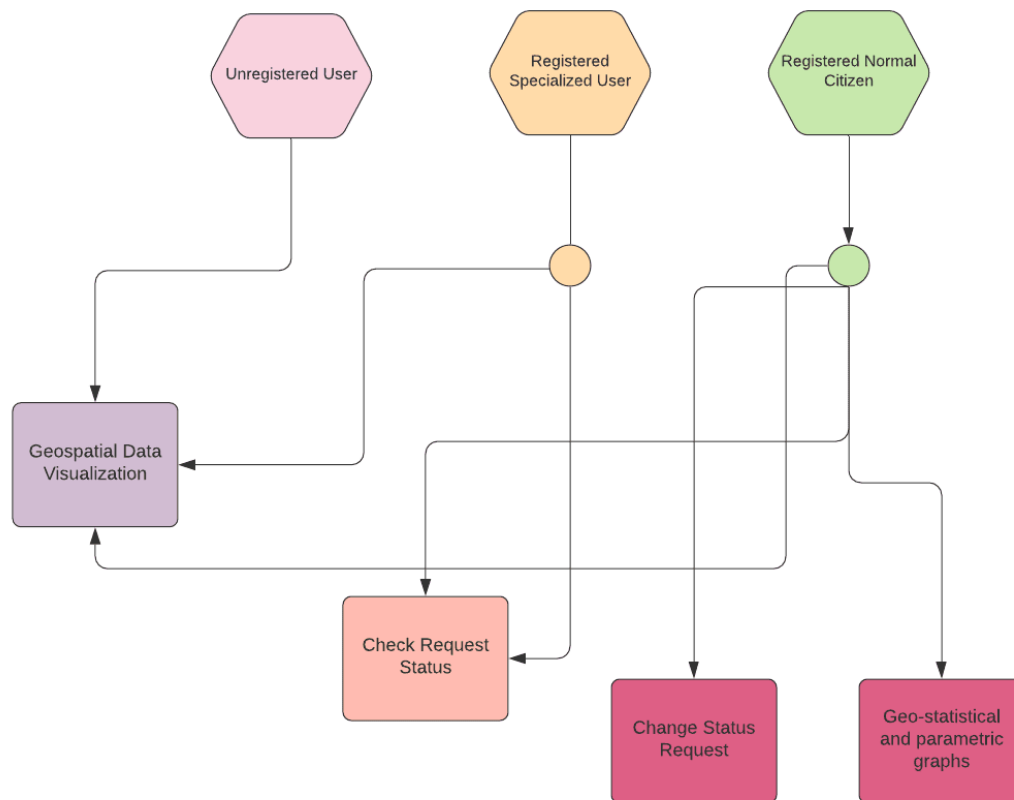 Unregistered User
Registered
Specialized User
Registered Normal
Citizen
Geospatial Data
Visualization
Check Request
Status
Change Status
Request
Geo-statistical
and parametric
graphs